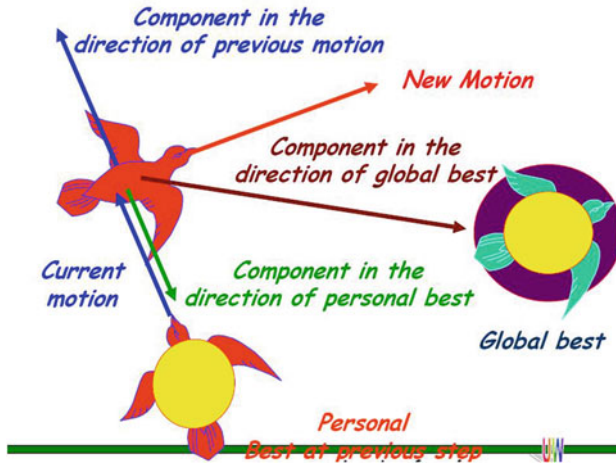 Component in the
direction of previous motion
New Motion
Component in the
direction of global best
Current
motion
Component in the
direction of personal best
Global best
Personal
Best at previous step